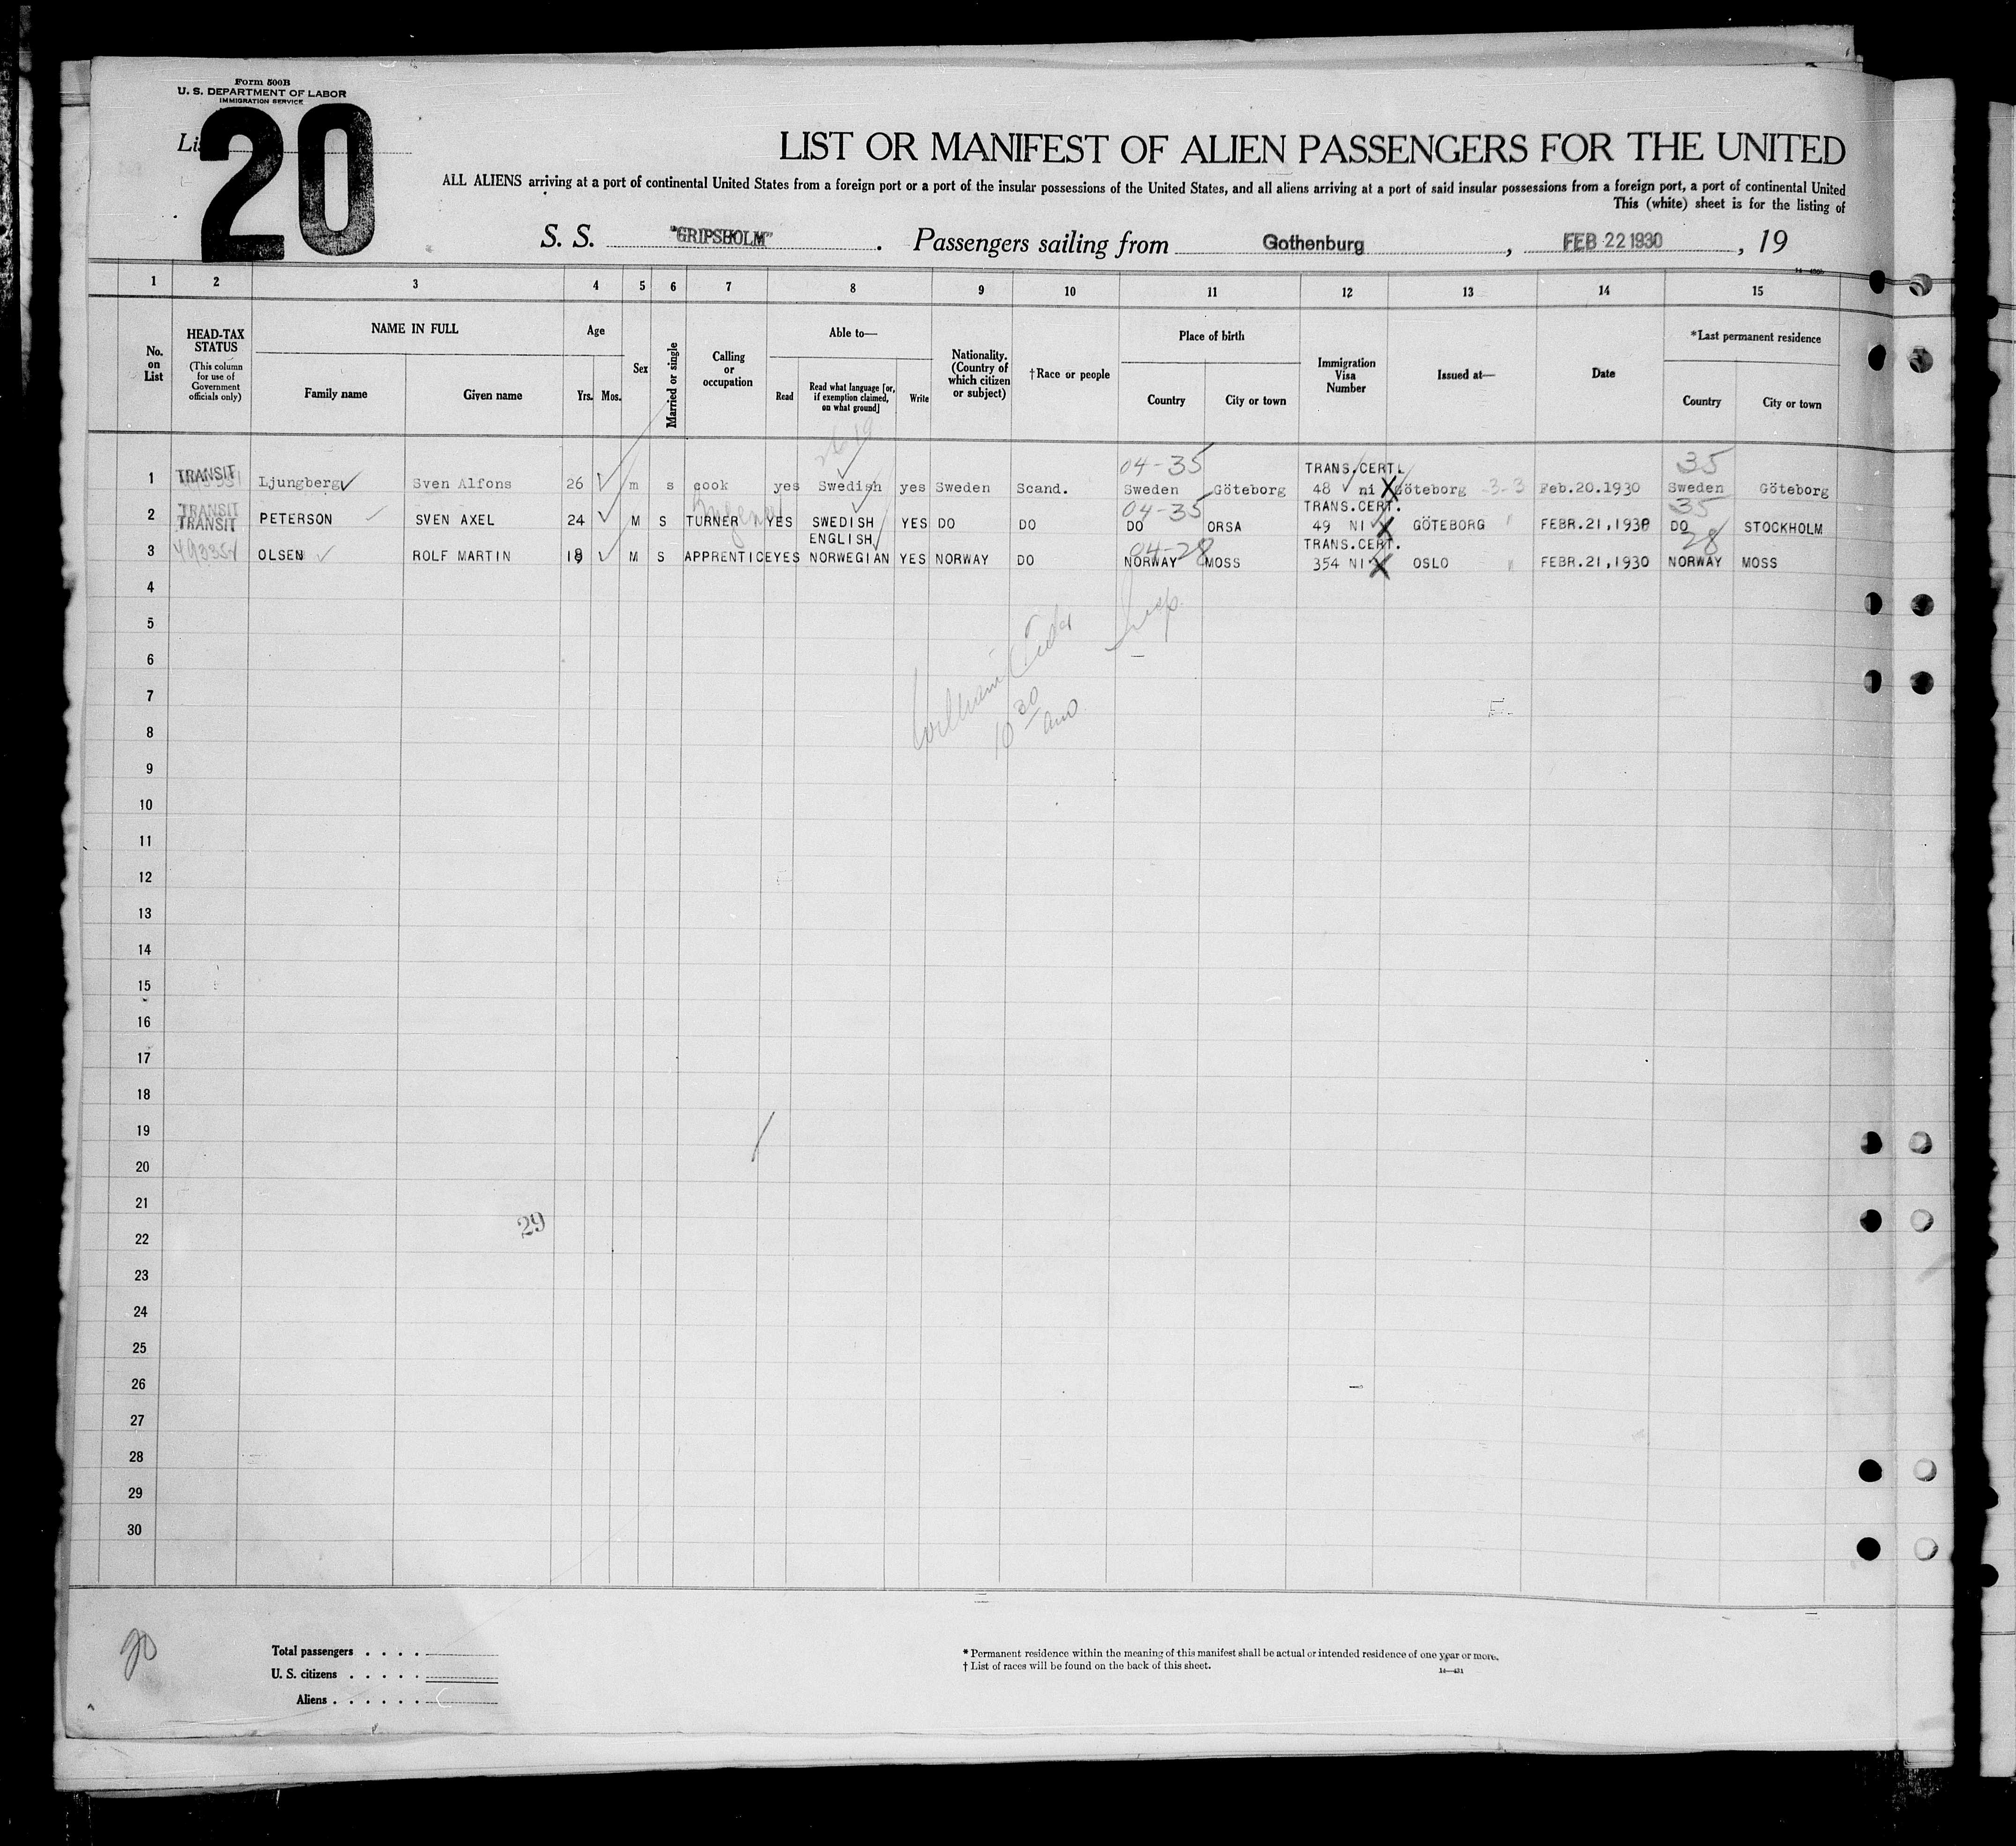 Form 500B
U. S. DEPARTMENT OF LABOR
IMMIGRATION SERVICE
20
LIST OR MANIFEST OF ALIEN PASSENGERS FOR THE UNITED
ALL ALIENS arriving at a port of continental United States from a foreign port or a port of the insular possessions of the United States, and all aliens arriving at a port of said insular possessions from a foreign port, a port of continental United
This (white) sheet is for the listing of
S. S. "GRIPSHOLM" . Passengers sailing from Gothenburg , FEB 22 1930 , 19
1 2 3 4 5 6 7 8 9 10 11 12 13 14 15
No. on List
HEAD-TAX STATUS (This column for use of Government officials only)
NAME IN FULL
Family name Given name
Age
Yrs. Mos.
Sex
Married or single
Calling or occupation
Able to—
Read Read what language [or, if exemption claimed, on what ground] Write
Nationality. (Country of which citizen or subject)
†Race or people
Place of birth
Country City or town
Immigration Visa Number
Issued at—
Date
*Last permanent residence
Country City or town
04-35 TRANS.CERT. 35
1 TRANSIT Ljungberg Sven Alfons 26 m s cook yes Swedish yes Sweden Scand. Sweden Göteborg 48 ni Göteborg 3-3 Feb.20.1930 Sweden Göteborg
TRANSIT 04-35 TRANS.CERT. 35
2 TRANSIT PETERSON SVEN AXEL 24 M S TURNER YES SWEDISH YES DO DO DO ORSA 49 NI GÖTEBORG FEBR.21,1930 DO STOCKHOLM
ENGLISH 04-28 TRANS.CERT. 28
3 OLSEN ROLF MARTIN 18 M S APPRENTICE YES NORWEGIAN YES NORWAY DO NORWAY MOSS 354 NI OSLO FEBR.21,1930 NORWAY MOSS
4
5
Insp.
6
William
7
10 30
8
9
10
11
12
13
14
15
16
17
18
19
20
21
29
22
23
24
25
26
27
28
29
30
20
Total passengers . . . .
U. S. citizens . . . . .
Aliens . . . . . .
* Permanent residence within the meaning of this manifest shall be actual or intended residence of one year or more.
† List of races will be found on the back of this sheet.